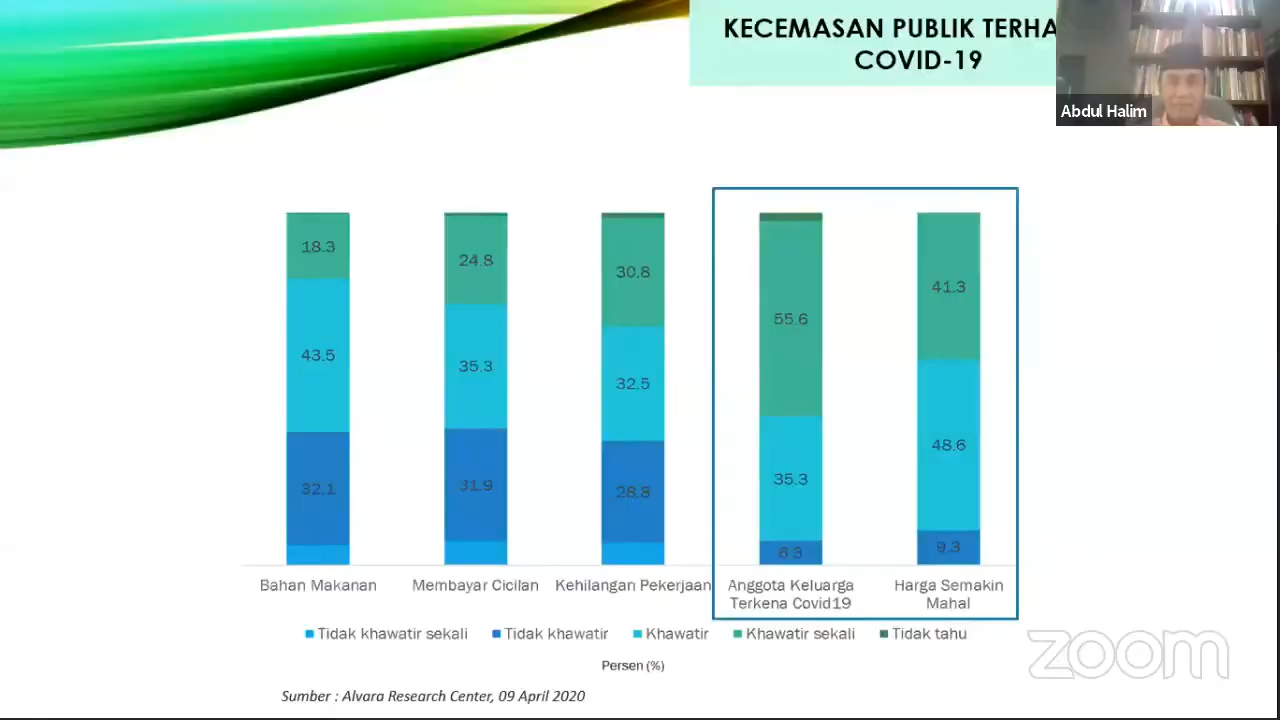 KECEMASAN PUBLIK TERHA
COVID-19
Abdul Halim
18.3
43.5
32.1
24.8
35.3
31.9
30.8
32.5
28.8
55.6
35.3
6.3
41.3
48.6
9.3
Bahan Makanan
Membayar Cicilan
Kehilangan Pekerjaan
Anggota Keluarga
Terkena Covid19
Harga Semakin
Mahal
Tidak khawatir sekali
Tidak khawatir
Khawatir
Khawatir sekali
Tidak tahu
Persen (%)
Sumber : Alvara Research Center, 09 April 2020
zoom